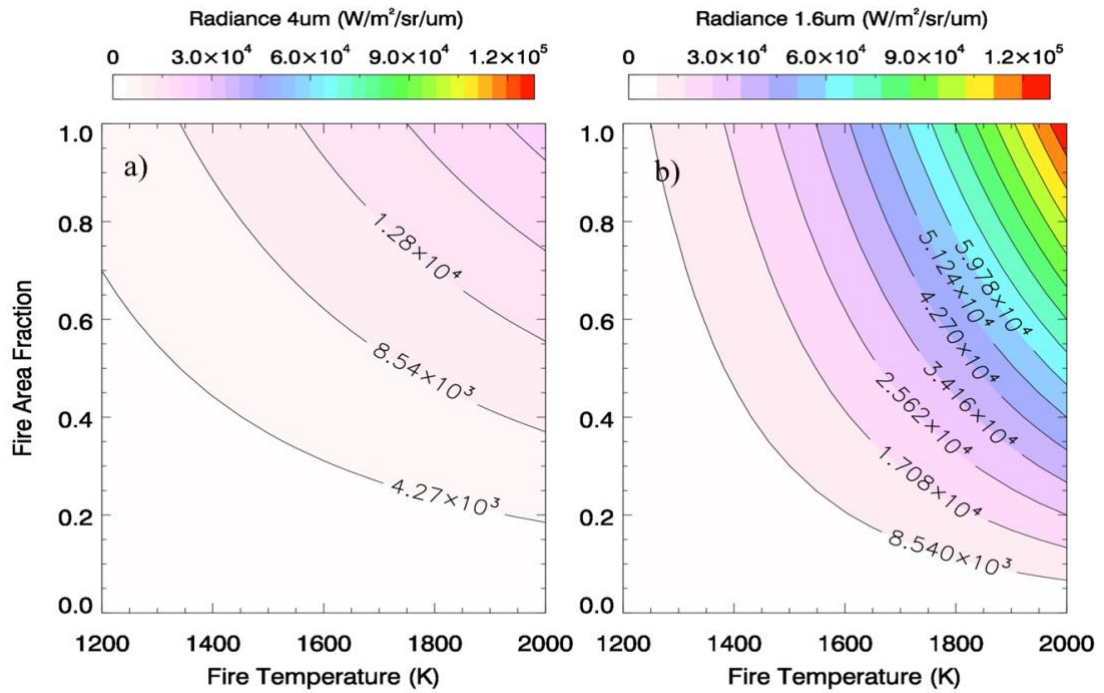 Radiance 4um (W/m²/sr/um)
0 3.0×10⁴ 6.0×10⁴ 9.0×10⁴ 1.2×10⁵
Radiance 1.6um (W/m²/sr/um)
0 3.0×10⁴ 6.0×10⁴ 9.0×10⁴ 1.2×10⁵
Fire Area Fraction
1.0
0.8
0.6
0.4
0.2
0.0
a)
1.28×10⁴
8.54×10³
4.27×10³
1200 1400 1600 1800 2000
Fire Temperature (K)
1.0
0.8
0.6
0.4
0.2
0.0
b)
5.978×10⁴
5.124×10⁴
4.270×10⁴
3.416×10⁴
2.562×10⁴
1.708×10⁴
8.540×10³
1200 1400 1600 1800 2000
Fire Temperature (K)